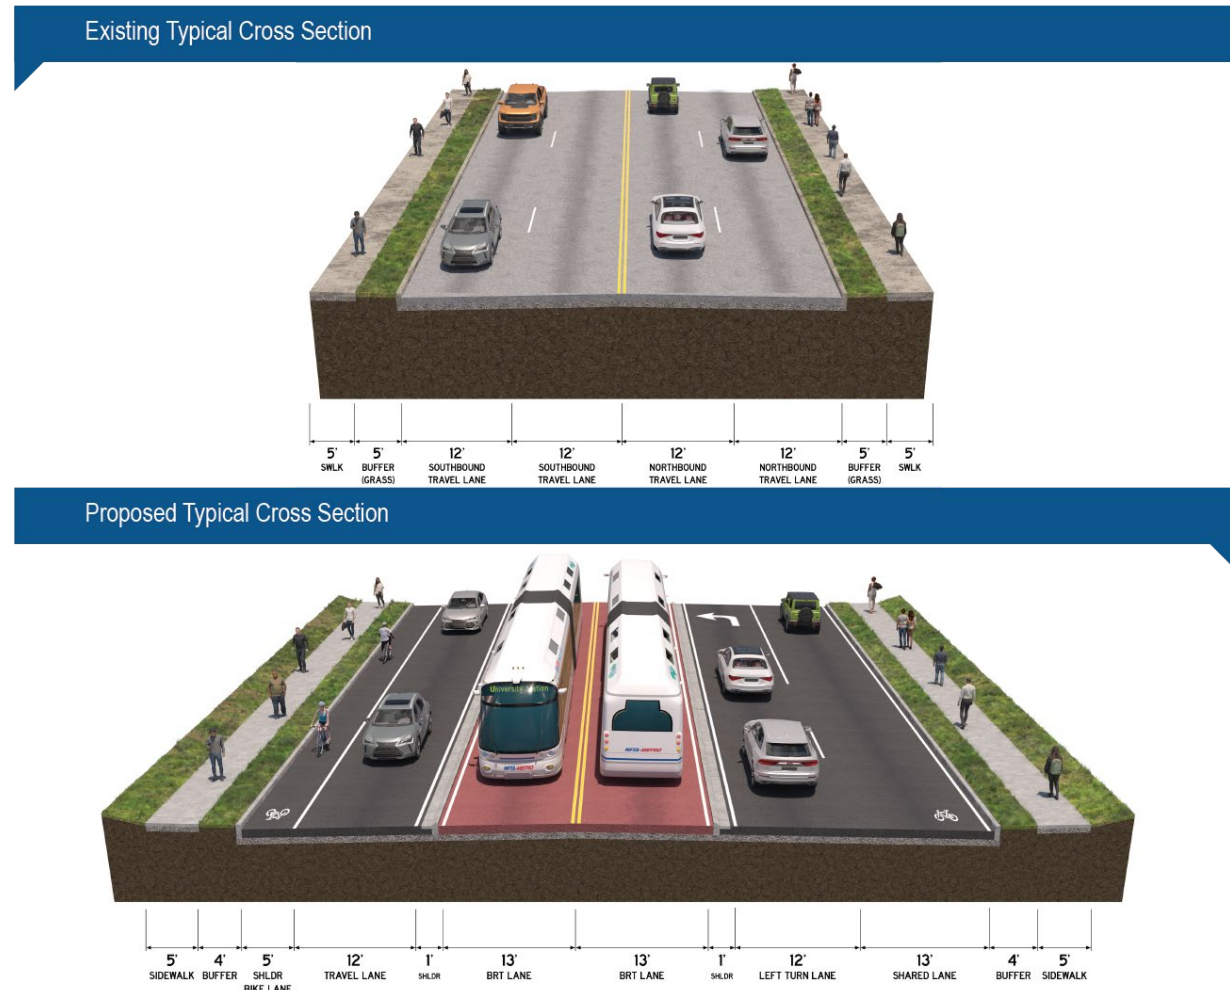 Existing Typical Cross Section
5' 5' 12' 12' 12' 12' 5' 5'
SWLK BUFFER SOUTHBOUND SOUTHBOUND NORTHBOUND NORTHBOUND BUFFER SWLK
(GRASS) TRAVEL LANE TRAVEL LANE TRAVEL LANE TRAVEL LANE (GRASS)
Proposed Typical Cross Section
University Station
NFTA-METRO NFTA-METRO
5' 4' 5' 12' 1' 13' 13' 1' 12' 13' 4' 5'
SIDEWALK BUFFER SHLDR TRAVEL LANE SHLDR BRT LANE BRT LANE SHLDR LEFT TURN LANE SHARED LANE BUFFER SIDEWALK
BIKE LANE